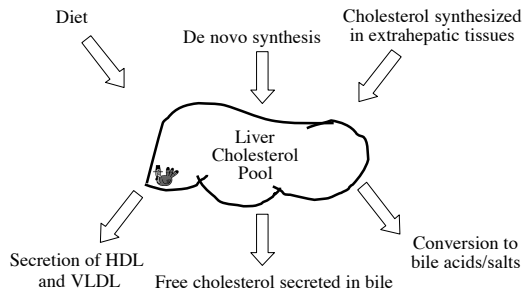 Diet
De novo synthesis
Cholesterol synthesized
in extrahepatic tissues
Liver
Cholesterol
Pool
Secretion of HDL
and VLDL
Free cholesterol secreted in bile
Conversion to
bile acids/salts